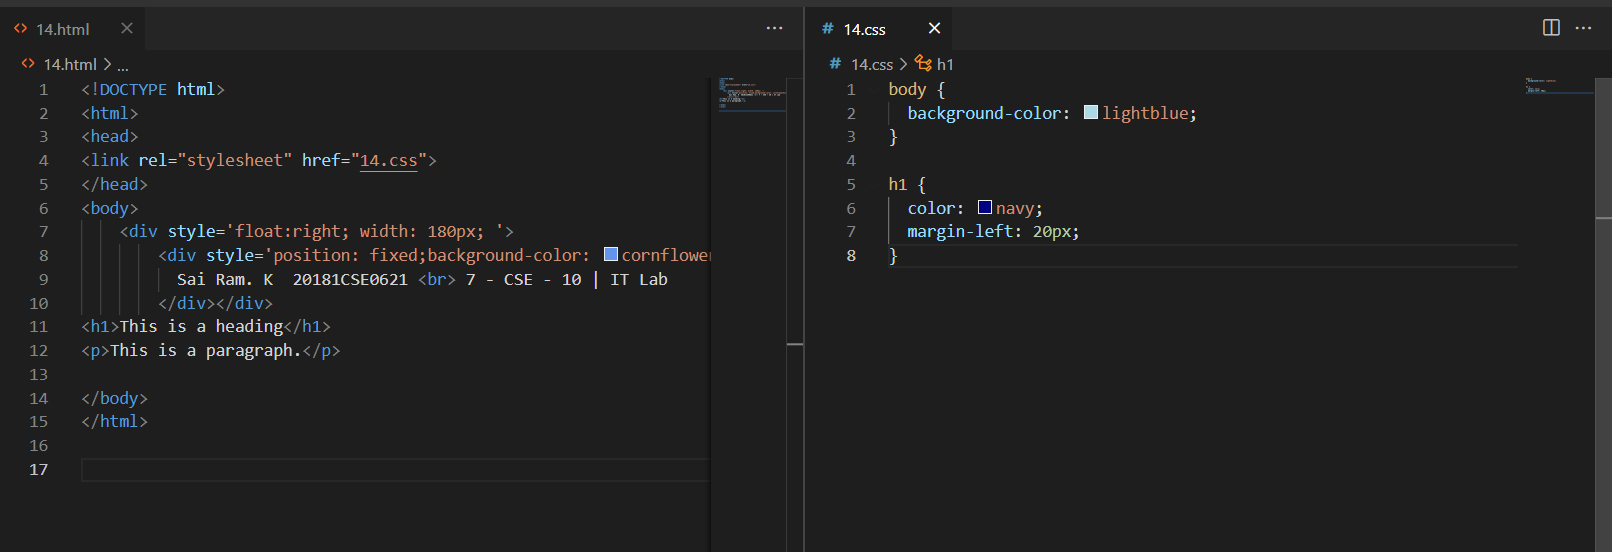 14.html
14.html > ...
1 <!DOCTYPE html>
2 <html>
3 <head>
4 <link rel="stylesheet" href="14.css">
5 </head>
6 <body>
7 <div style='float:right; width: 180px; '>
8 <div style='position: fixed;background-color: cornflower
9 Sai Ram. K  20181CSE0621 <br> 7 - CSE - 10 | IT Lab
10 </div></div>
11 <h1>This is a heading</h1>
12 <p>This is a paragraph.</p>
13
14 </body>
15 </html>
16
17
# 14.css
# 14.css > h1
1 body {
2 background-color: lightblue;
3 }
4
5 h1 {
6 color: navy;
7 margin-left: 20px;
8 }